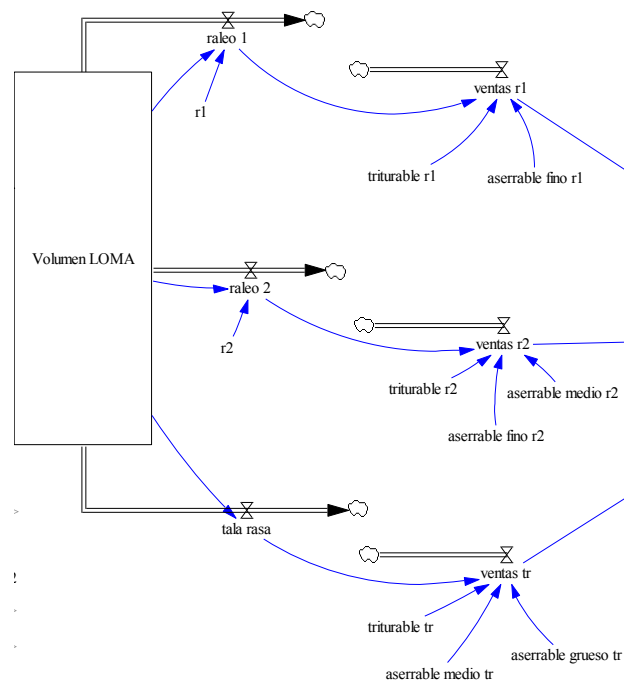 raleo 1
ventas r1
r1
triturable r1
aserrable fino r1
Volumen LOMA
raleo 2
r2
ventas r2
triturable r2
aserrable medio r2
aserrable fino r2
tala rasa
ventas tr
2
triturable tr
aserrable grueso tr
aserrable medio tr